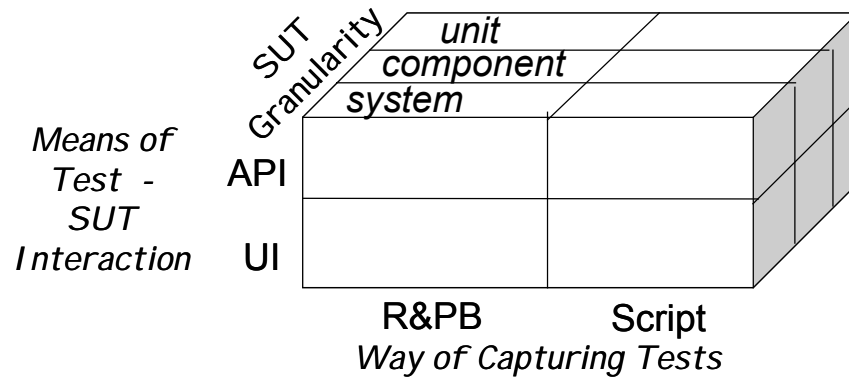 SUT
Granularity
unit
component
system
Means of
Test -
SUT
Interaction
API
UI
R&PB
Script
Way of Capturing Tests